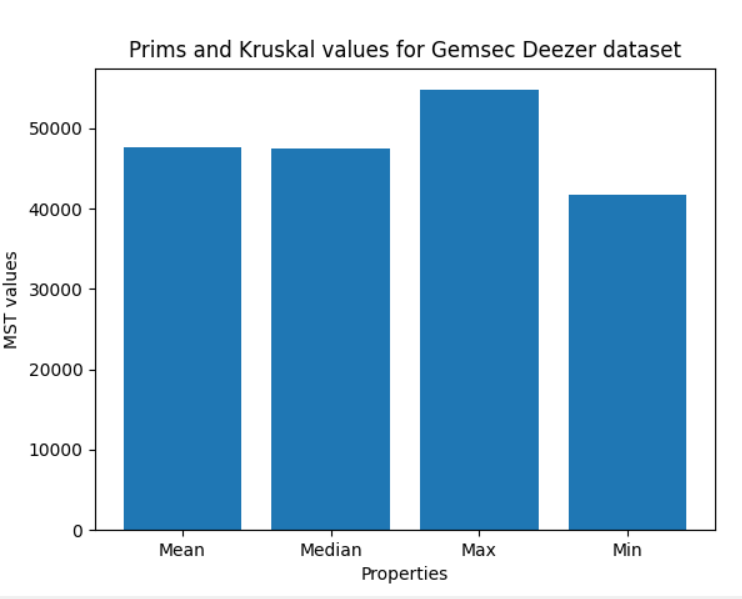 Prims and Kruskal values for Gemsec Deezer dataset
MST values
50000
40000
30000
20000
10000
0
Mean Median Max Min
Properties